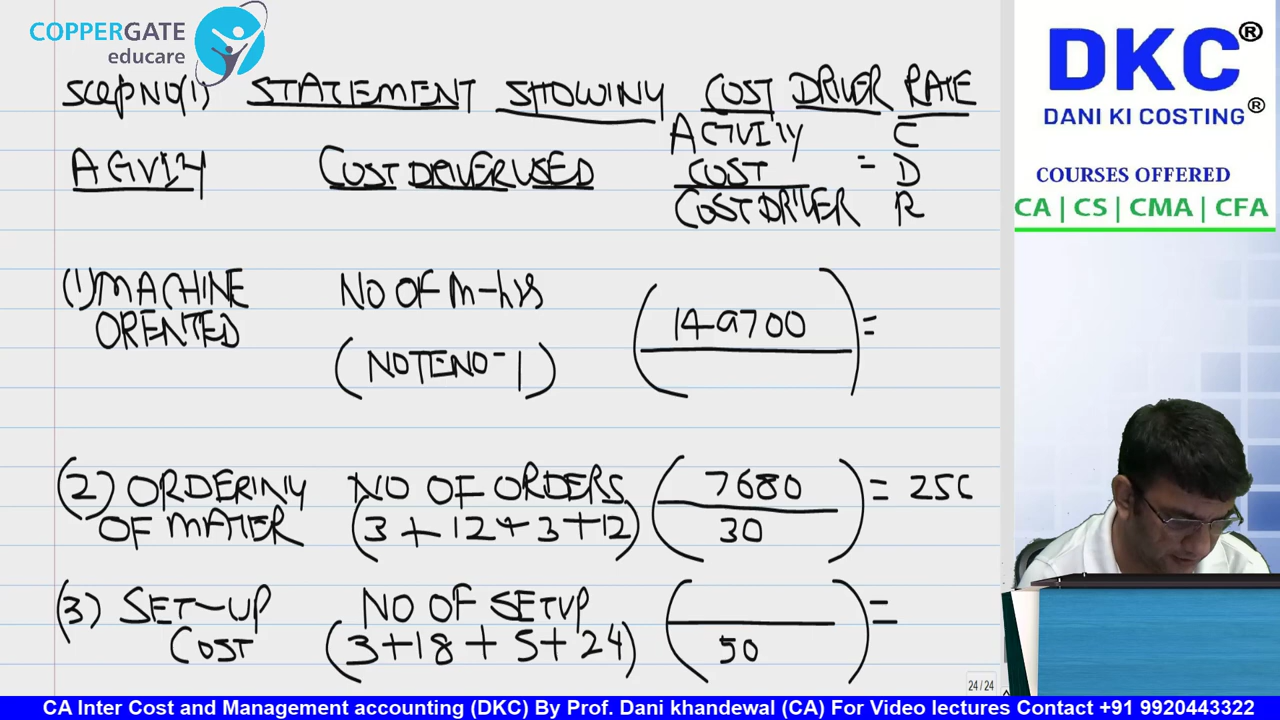 COPPERGATE
educare
STEP NO(1) STATEMENT SHOWING COST DRIVER RATE
ACTIVITY COST DRIVER USED ACTIVITY COST / COST DRIVER = C D R
(1) MACHINE ORENTED NO OF M-hrs (NOTE NO-1) (149700 / ) =
(2) ORDERING OF MATER NO OF ORDERS (3+12+3+12) (7680 / 30) = 256
(3) SET-UP COST NO OF SETUP (3+18+5+24) ( / 50) =
24 / 24
DKC®
DANI KI COSTING®
COURSES OFFERED
CA | CS | CMA | CFA
CA Inter Cost and Management accounting (DKC) By Prof. Dani khandewal (CA) For Video lectures Contact +91 9920443322